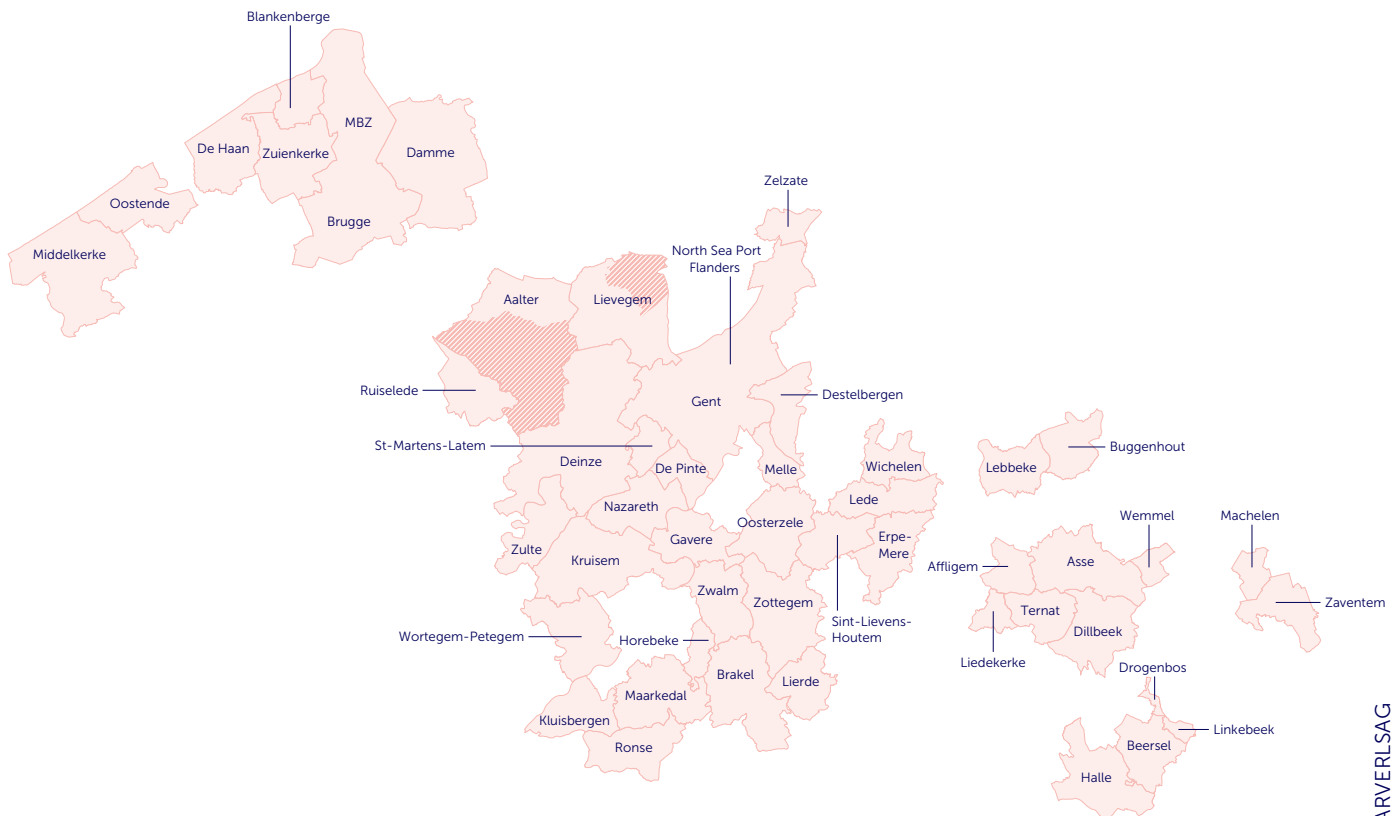 Blankenberge
MBZ
De Haan
Zuienkerke
Damme
Oostende
Brugge
Middelkerke
Zelzate
North Sea Port
Flanders
Aalter
Lievegem
Ruiselede
Gent
Destelbergen
St-Martens-Latem
Deinze
De Pinte
Melle
Wichelen
Lebbeke
Buggenhout
Nazareth
Lede
Oosterzele
Gavere
Erpe-
Mere
Zulte
Kruisem
Wemmel
Machelen
Affligem
Asse
Zwalm
Zottegem
Ternat
Zaventem
Sint-Lievens-
Houtem
Dillbeek
Wortegem-Petegem
Horebeke
Liedekerke
Drogenbos
Brakel
Lierde
Maarkedal
Kluisbergen
Linkebeek
Ronse
Beersel
Halle
ARVERLSAG